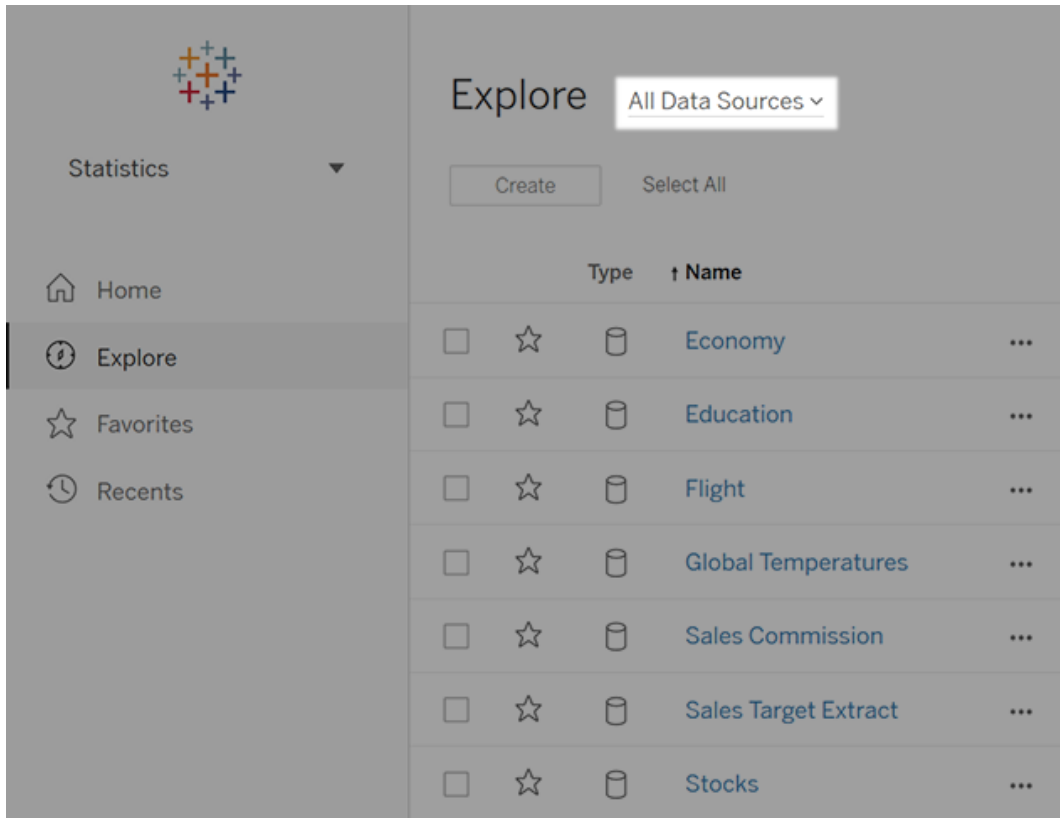 Statistics
Home
Explore
Favorites
Recents
Explore All Data Sources
Create Select All
Type ↑ Name
Economy
Education
Flight
Global Temperatures
Sales Commission
Sales Target Extract
Stocks